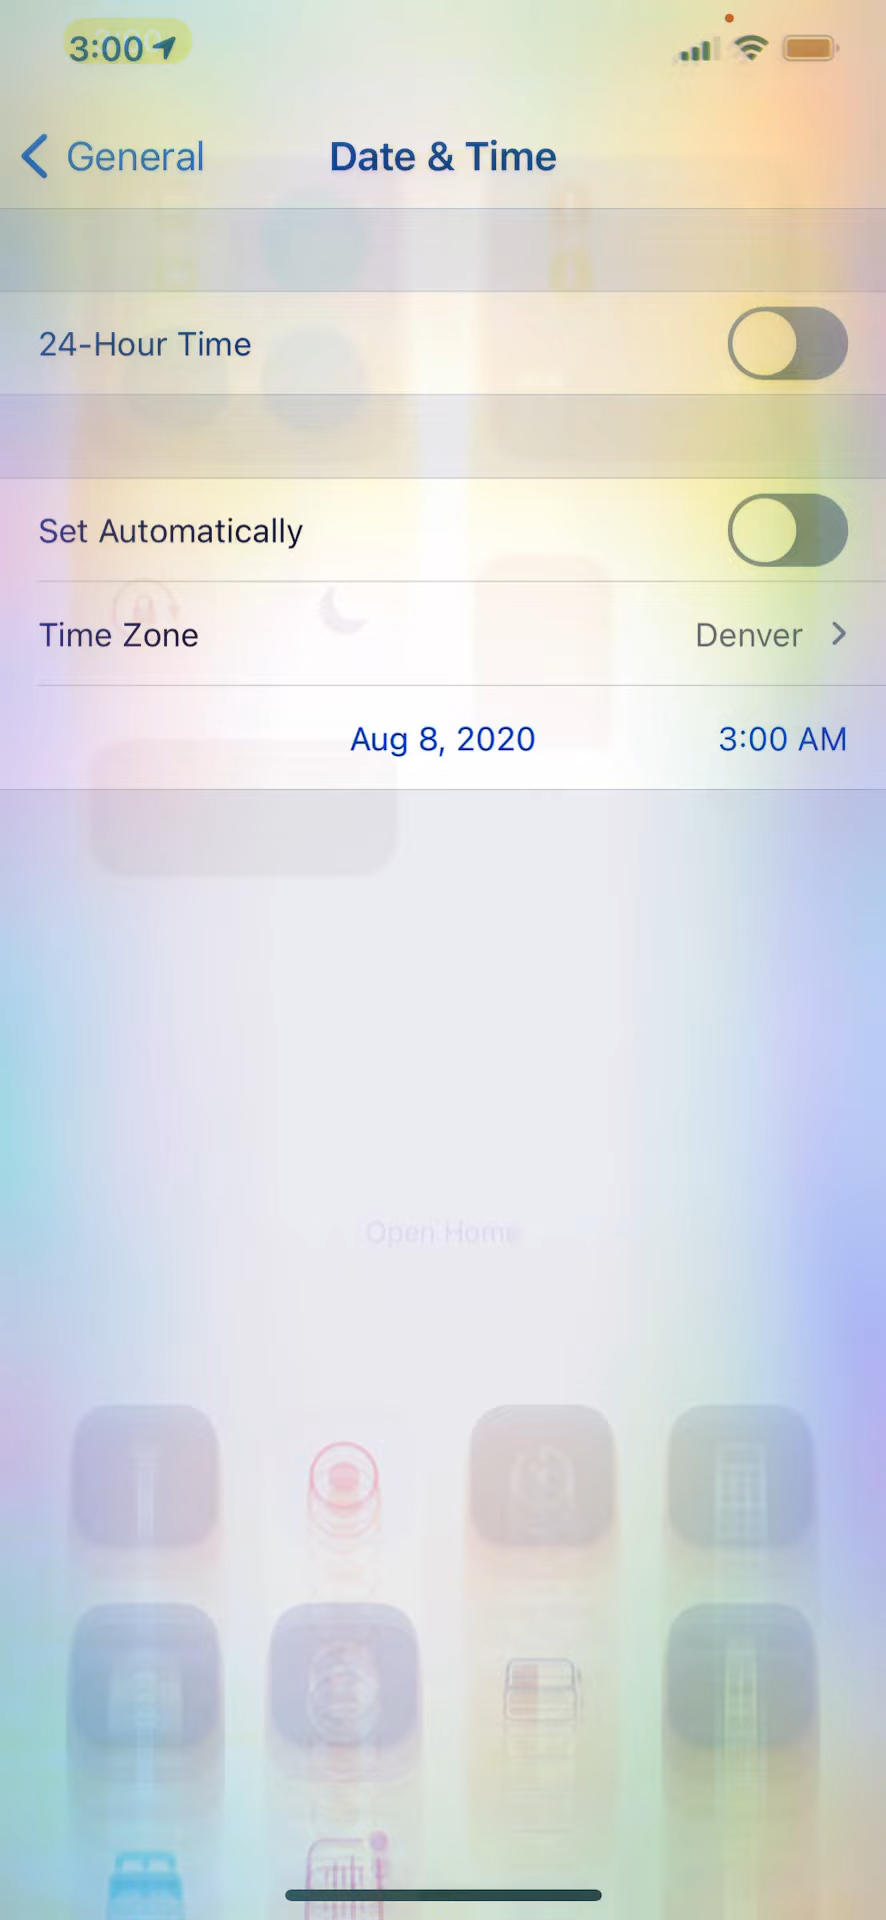 3:00
General
Date & Time
24-Hour Time
Set Automatically
Time Zone
Denver
Aug 8, 2020
3:00 AM
Open Home